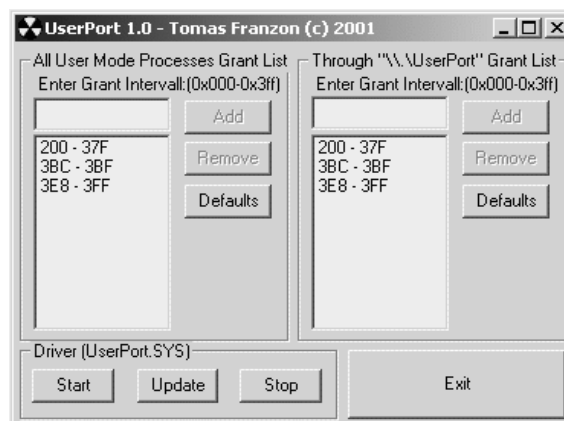 UserPort 1.0 - Tomas Franzon (c) 2001
All User Mode Processes Grant List
Enter Grant Intervall:(0x000-0x3ff)
Add
200 - 37F
3BC - 3BF
3E8 - 3FF
Remove
Defaults
Through "\\.\UserPort" Grant List
Enter Grant Intervall:(0x000-0x3ff)
Add
200 - 37F
3BC - 3BF
3E8 - 3FF
Remove
Defaults
Driver (UserPort.SYS)
Start
Update
Stop
Exit